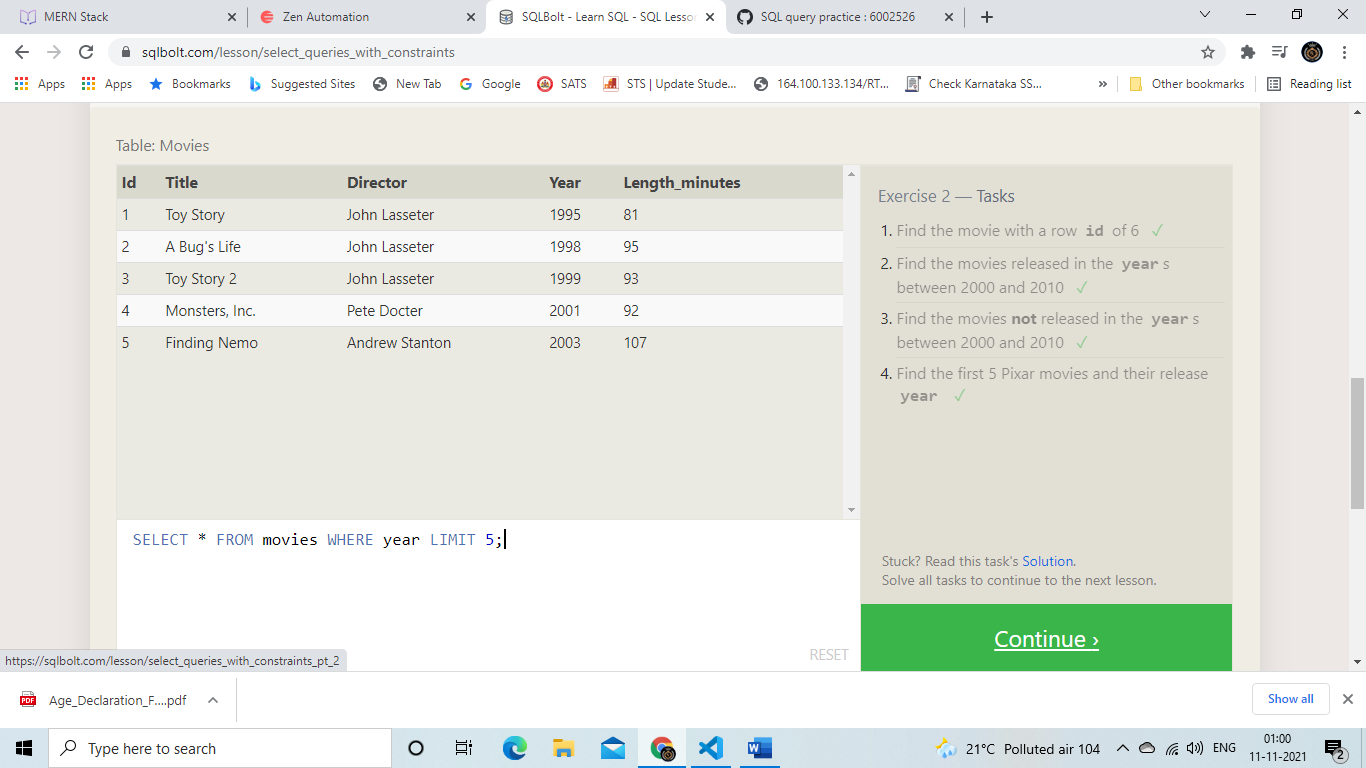 MERN Stack
Zen Automation
SQLBolt - Learn SQL - SQL Lesso
SQL query practice : 6002526
sqlbolt.com/lesson/select_queries_with_constraints
Apps
Apps
Bookmarks
Suggested Sites
New Tab
Google
SATS
STS | Update Stude...
164.100.133.134/RT...
Check Karnataka SS...
»
Other bookmarks
Reading list
Table: Movies
Id Title Director Year Length_minutes
1 Toy Story John Lasseter 1995 81
2 A Bug's Life John Lasseter 1998 95
3 Toy Story 2 John Lasseter 1999 93
4 Monsters, Inc. Pete Docter 2001 92
5 Finding Nemo Andrew Stanton 2003 107
SELECT * FROM movies WHERE year LIMIT 5;
RESET
Exercise 2 — Tasks
1. Find the movie with a row id of 6 ✓
2. Find the movies released in the year s
between 2000 and 2010 ✓
3. Find the movies not released in the year s
between 2000 and 2010 ✓
4. Find the first 5 Pixar movies and their release
year ✓
Stuck? Read this task's Solution.
Solve all tasks to continue to the next lesson.
Continue ›
https://sqlbolt.com/lesson/select_queries_with_constraints_pt_2
PDF
Age_Declaration_F....pdf
Show all
Type here to search
21°C Polluted air 104
ENG
01:00
11-11-2021
2